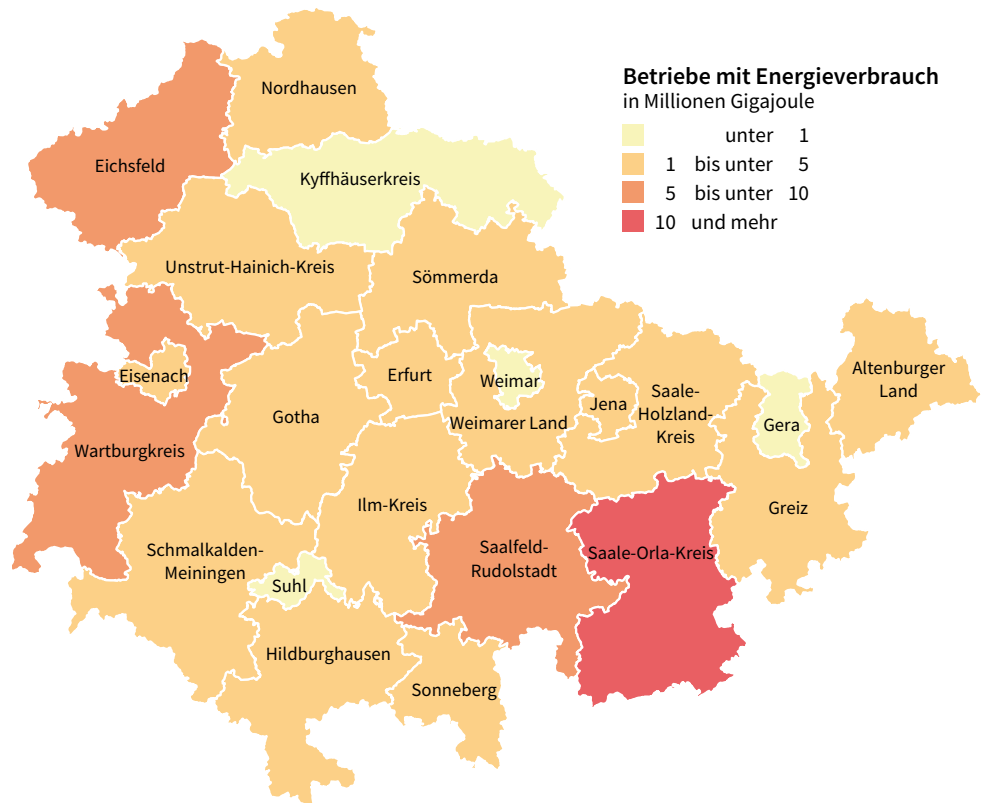 Betriebe mit Energieverbrauch
in Millionen Gigajoule
unter 1
1 bis unter 5
5 bis unter 10
10 und mehr
Nordhausen
Eichsfeld
Kyffhäuserkreis
Unstrut-Hainich-Kreis
Sömmerda
Eisenach
Erfurt
Weimar
Altenburger
Land
Gotha
Weimarer Land
Jena
Saale-
Holzland-
Kreis
Gera
Wartburgkreis
Ilm-Kreis
Greiz
Schmalkalden-
Meiningen
Saalfeld-
Rudolstadt
Saale-Orla-Kreis
Suhl
Hildburghausen
Sonneberg